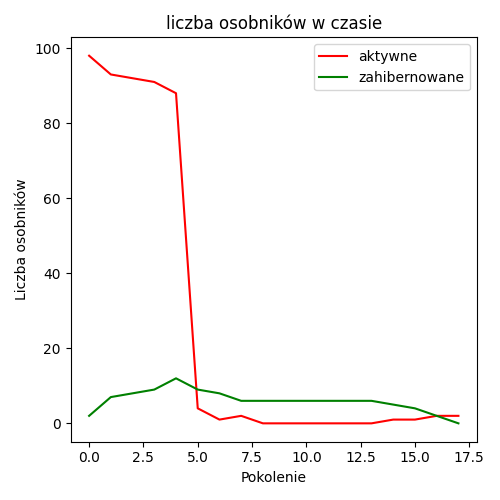 liczba osobników w czasie
aktywne
zahibernowane
Liczba osobników
100
80
60
40
20
0
0.0 2.5 5.0 7.5 10.0 12.5 15.0 17.5
Pokolenie